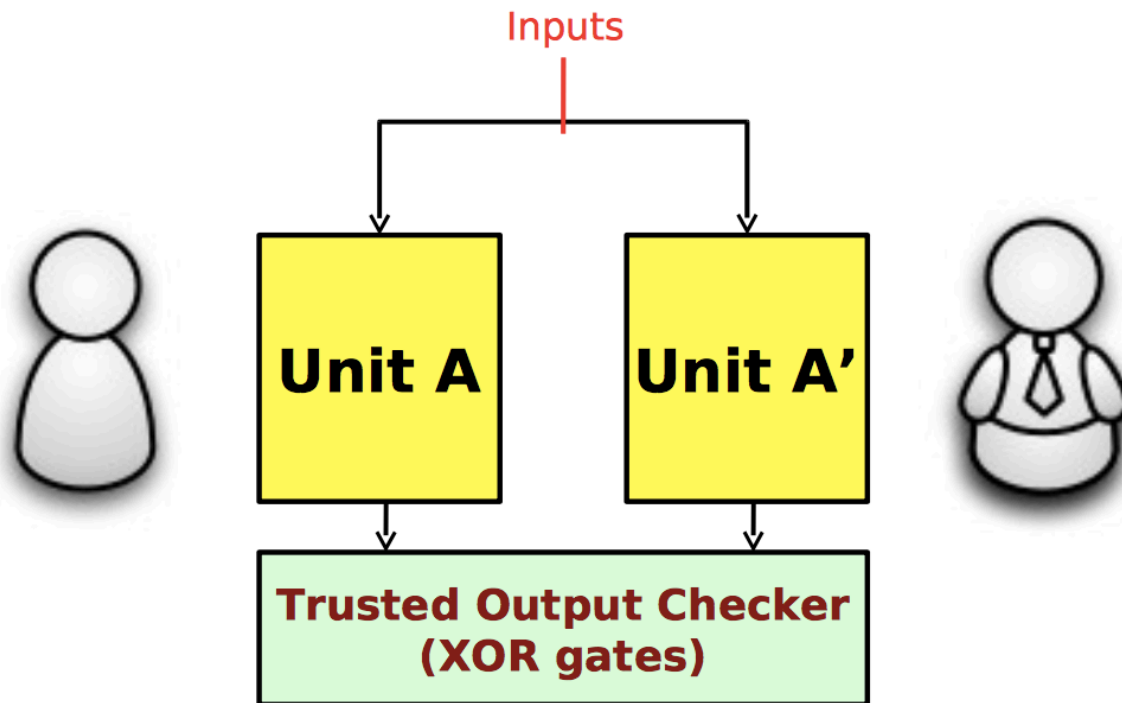 Inputs
Unit A
Unit A’
Trusted Output Checker
(XOR gates)